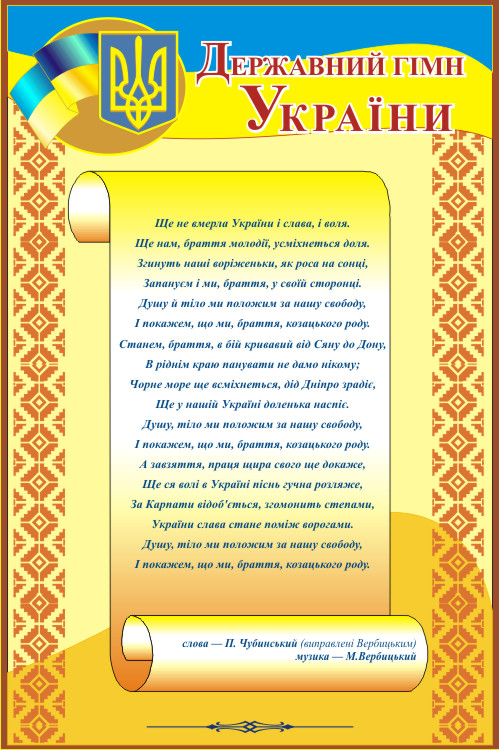 Державний гімн
України
Ще не вмерла України і слава, і воля.
Ще нам, браття молодії, усміхнеться доля.
Згинуть наші воріженьки, як роса на сонці,
Запануєм і ми, браття, у своїй сторонці.
Душу й тіло ми положим за нашу свободу,
І покажем, що ми, браття, козацького роду.
Станем, браття, в бій кривавий від Сяну до Дону,
В ріднім краю панувати не дамо нікому;
Чорне море ще всміхнеться, дід Дніпро зрадіє,
Ще у нашій Україні доленька наспіє.
Душу, тіло ми положим за нашу свободу,
І покажем, що ми, браття, козацького роду.
А завзяття, праця щира свого ще докаже,
Ще ся волі в Україні піснь гучна розляже,
За Карпати відоб'ється, згомонить степами,
України слава стане поміж ворогами.
Душу, тіло ми положим за нашу свободу,
І покажем, що ми, браття, козацького роду.
слова — П. Чубинський (виправлені Вербицьким)
музика — М.Вербицький